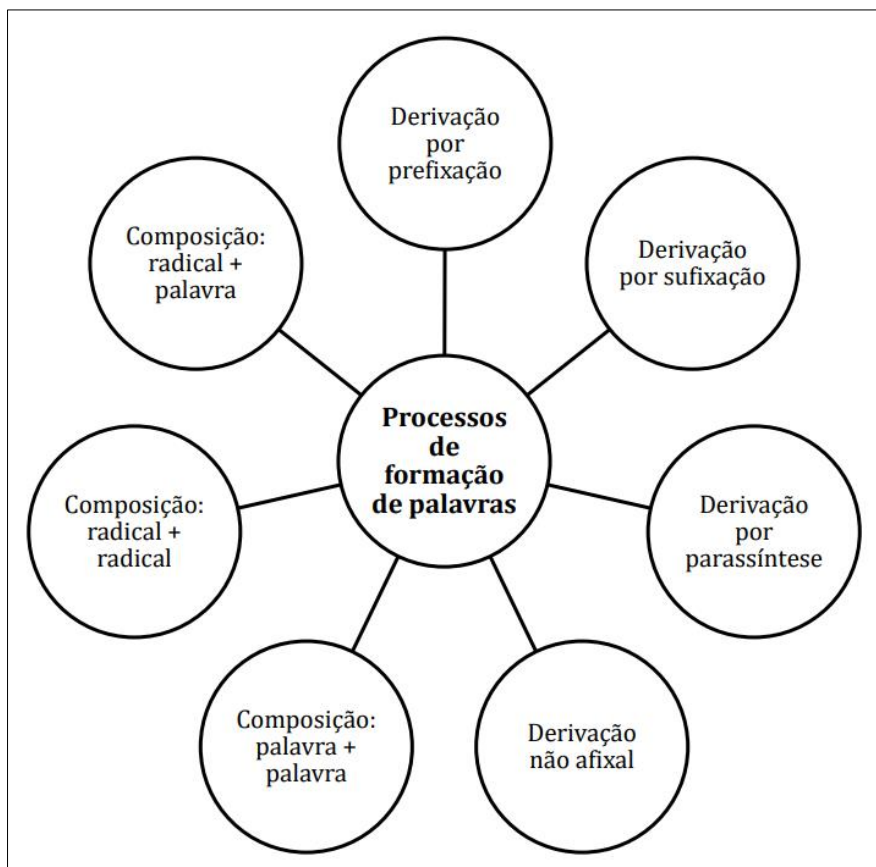 Derivação
por
prefixação
Derivação
por sufixação
Derivação
por
parassíntese
Derivação
não afixal
Composição:
palavra +
palavra
Composição:
radical +
radical
Composição:
radical +
palavra
Processos
de
formação
de palavras